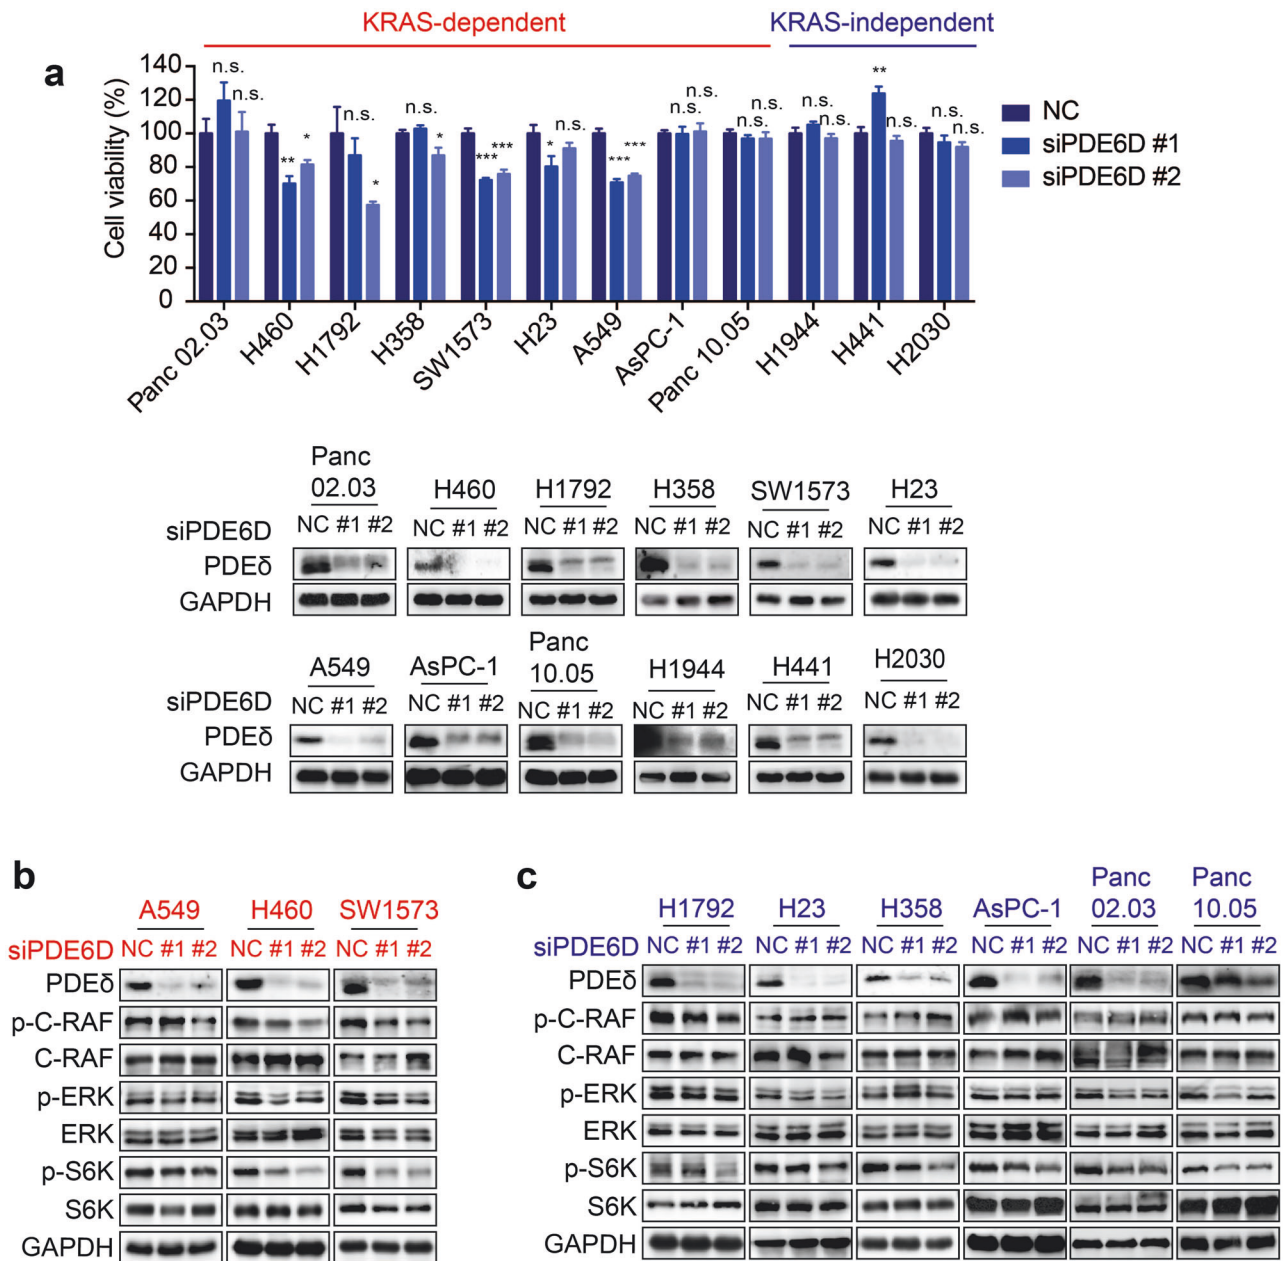 KRAS-dependent KRAS-independent
a
Cell viability (%)
140
120
100
80
60
40
20
0
n.s. n.s. ** * n.s. * n.s. * *** *** * n.s. *** *** n.s. n.s. n.s. n.s. n.s. n.s. ** n.s. n.s. n.s.
NC
siPDE6D #1
siPDE6D #2
Panc 02.03 H460 H1792 H358 SW1573 H23 A549 AsPC-1 Panc 10.05 H1944 H441 H2030
Panc 02.03 H460 H1792 H358 SW1573 H23
siPDE6D NC #1 #2 NC #1 #2 NC #1 #2 NC #1 #2 NC #1 #2 NC #1 #2
PDEδ
GAPDH
A549 AsPC-1 Panc 10.05 H1944 H441 H2030
siPDE6D NC #1 #2 NC #1 #2 NC #1 #2 NC #1 #2 NC #1 #2 NC #1 #2
PDEδ
GAPDH
b
A549 H460 SW1573
siPDE6D NC #1 #2 NC #1 #2 NC #1 #2
PDEδ
p-C-RAF
C-RAF
p-ERK
ERK
p-S6K
S6K
GAPDH
c
H1792 H23 H358 AsPC-1 Panc 02.03 Panc 10.05
siPDE6D NC #1 #2 NC #1 #2 NC #1 #2 NC #1 #2 NC #1 #2 NC #1 #2
PDEδ
p-C-RAF
C-RAF
p-ERK
ERK
p-S6K
S6K
GAPDH